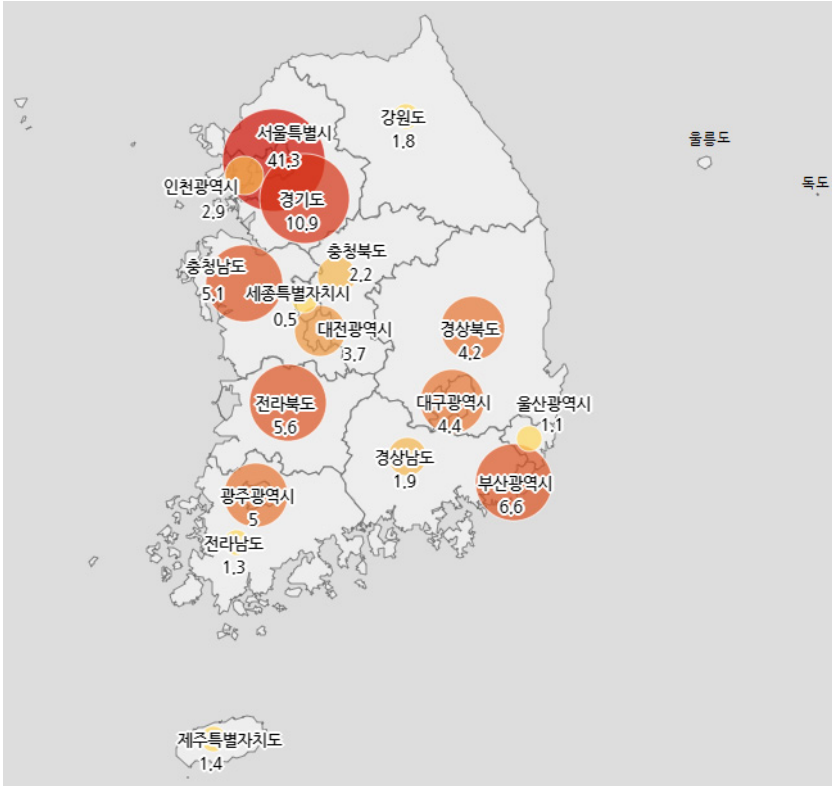 강원도
1.8
서울특별시
41.3
울릉도
독도
인천광역시
2.9
경기도
10.9
충청북도
2.2
충청남도
5.1
세종특별자치시
0.5
대전광역시
3.7
경상북도
4.2
전라북도
5.6
대구광역시
4.4
울산광역시
1.1
경상남도
1.9
부산광역시
6.6
광주광역시
5
전라남도
1.3
제주특별자치도
1.4